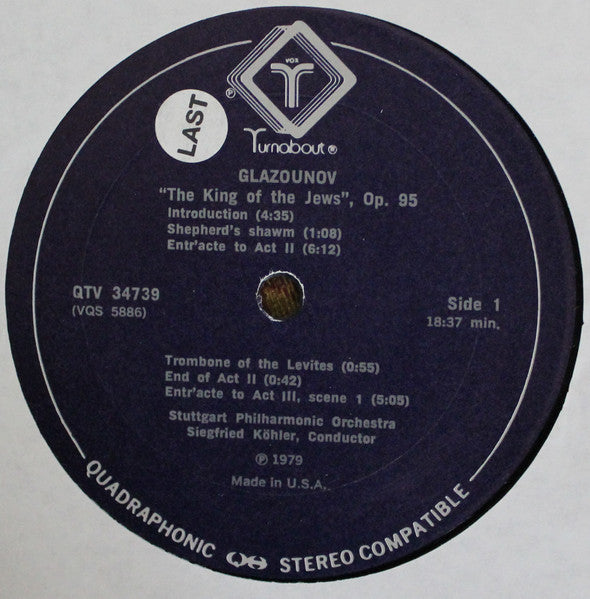 VOX
T
℗
Turnabout ®
LAST
GLAZOUNOV
"The King of the Jews", Op. 95
Introduction (4:35)
Shepherd's shawm (1:08)
Entr'acte to Act II (6:12)
QTV 34739
(VQS 5886)
Side 1
18:37 min.
Trombone of the Levites (0:55)
End of Act II (0:42)
Entr'acte to Act III, scene 1 (5:05)
Stuttgart Philharmonic Orchestra
Siegfried Köhler, Conductor
℗ 1979
Made in U.S.A.
QUADRAPHONIC QS STEREO COMPATIBLE